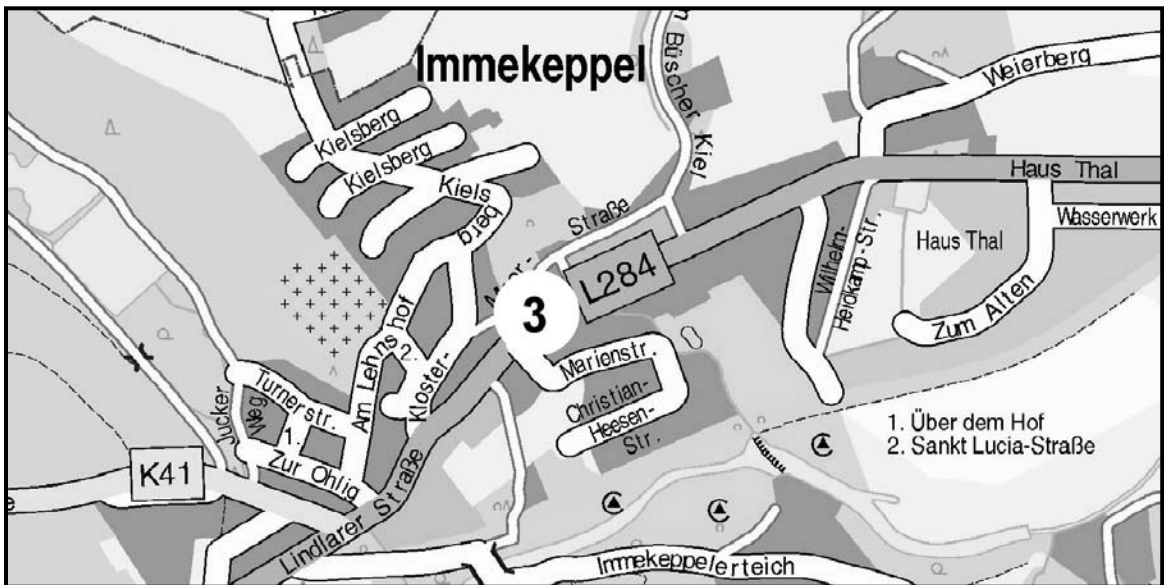 Immekeppel
Büscher Kiel
Weierberg
Kielsberg
Kielsberg
Kiels
berg
Haus Thal
Wasserwerk
Straße
L284
Haus Thal
Wilhelm-
Heidkamp-Str.
Zum Alten
3
Am Lehnshof
2.
Kloster-
Marienstr.
Christian-
Heesen-
Str.
Turnerstr.
Jucker
Weg
1.
Zur Ohlig
K41
Lindlarer Straße
1. Über dem Hof
2. Sankt Lucia-Straße
Immekeppelerteich